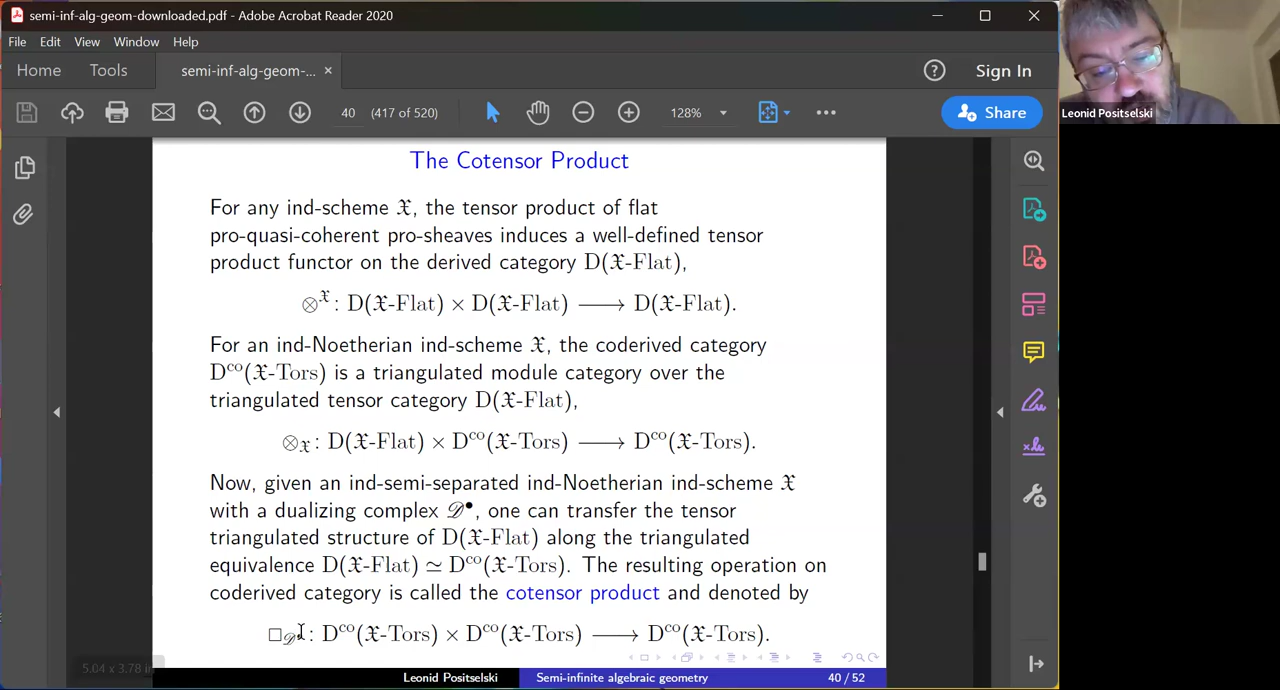 semi-inf-alg-geom-downloaded.pdf - Adobe Acrobat Reader 2020
File Edit View Window Help
Home Tools semi-inf-alg-geom-... × Sign In
40 (417 of 520) 128% Share
Leonid Positselski
The Cotensor Product
For any ind-scheme 𝔛, the tensor product of flat
pro-quasi-coherent pro-sheaves induces a well-defined tensor
product functor on the derived category D(𝔛-Flat),
⊗^𝔛 : D(𝔛-Flat) × D(𝔛-Flat) ⟶ D(𝔛-Flat).
For an ind-Noetherian ind-scheme 𝔛, the coderived category
D^co(𝔛-Tors) is a triangulated module category over the
triangulated tensor category D(𝔛-Flat),
⊗_𝔛 : D(𝔛-Flat) × D^co(𝔛-Tors) ⟶ D^co(𝔛-Tors).
Now, given an ind-semi-separated ind-Noetherian ind-scheme 𝔛
with a dualizing complex 𝒟^•, one can transfer the tensor
triangulated structure of D(𝔛-Flat) along the triangulated
equivalence D(𝔛-Flat) ≃ D^co(𝔛-Tors). The resulting operation on
coderived category is called the cotensor product and denoted by
□_𝒟^• : D^co(𝔛-Tors) × D^co(𝔛-Tors) ⟶ D^co(𝔛-Tors).
5.04 x 3.78 in
Leonid Positselski Semi-infinite algebraic geometry 40 / 52